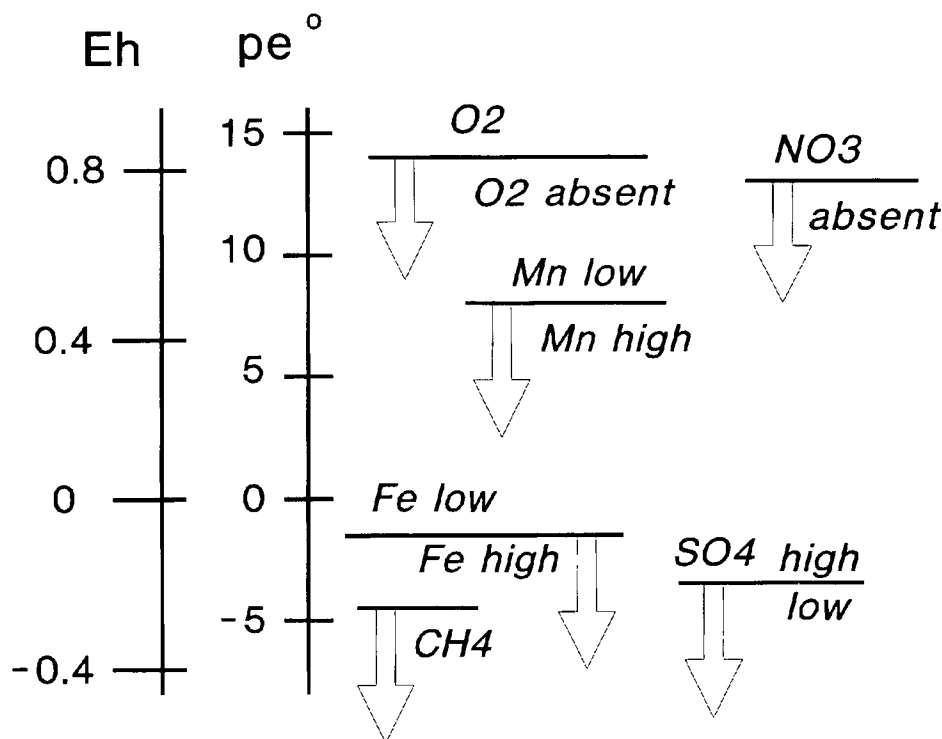 Eh
pe°
0.8
0.4
0
-0.4
15
10
5
0
-5
O2
O2 absent
NO3
absent
Mn low
Mn high
Fe low
Fe high
SO4 high
low
CH4